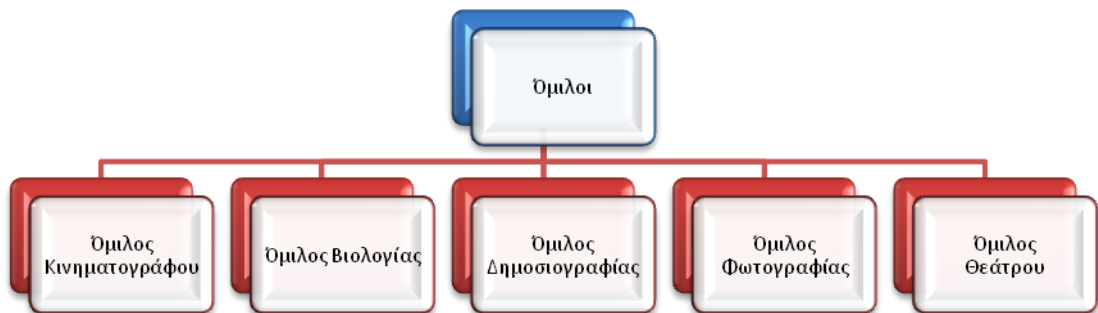 Όμιλοι
Όμιλος
Κινηματογράφου
Όμιλος Βιολογίας
Όμιλος
Δημοσιογραφίας
Όμιλος
Φωτογραφίας
Όμιλος
Θεάτρου